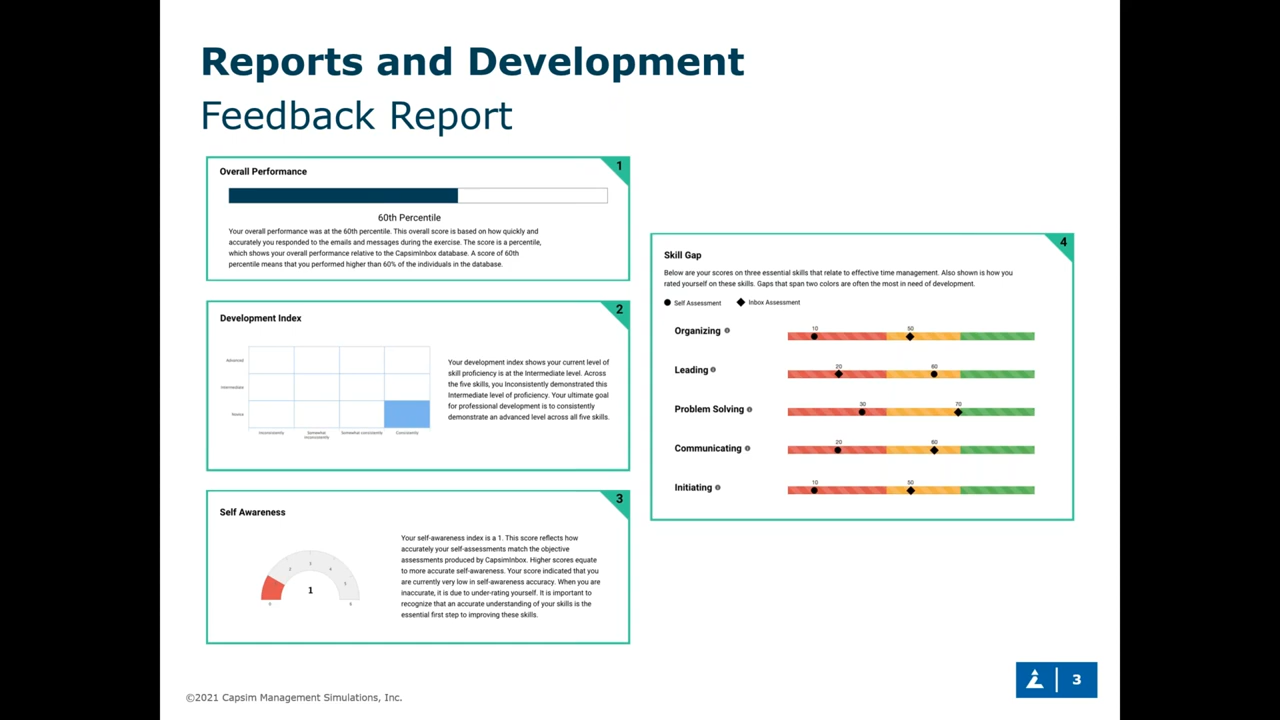 Reports and Development
Feedback Report
1
Overall Performance
60th Percentile
Your overall performance was at the 60th percentile. This overall score is based on how quickly and
accurately you responded to the emails and messages during the exercise. The score is a percentile,
which shows your overall performance relative to the CapsimInbox database. A score of 60th
percentile means that you performed higher than 60% of the individuals in the database.
2
Development Index
Advanced
Intermediate
Novice
Inconsistently
Somewhat
inconsistently
Somewhat consistently
Consistently
Your development index shows your current level of
skill proficiency is at the Intermediate level. Across
the five skills, you Inconsistently demonstrated this
Intermediate level of proficiency. Your ultimate goal
for professional development is to consistently
demonstrate an advanced level across all five skills.
3
Self Awareness
2
3
4
1
Your self-awareness index is a 1. This score reflects how
accurately your self-assessments match the objective
assessments produced by CapsimInbox. Higher scores equate
to more accurate self-awareness. Your score indicated that you
are currently very low in self-awareness accuracy. When you are
inaccurate, it is due to under-rating yourself. It is important to
recognize that an accurate understanding of your skills is the
essential first step to improving these skills.
4
Skill Gap
Below are your scores on three essential skills that relate to effective time management. Also shown is how you
rated yourself on these skills. Gaps that span two colors are often the most in need of development.
Self Assessment
Inbox Assessment
Organizing
10
50
Leading
20
60
Problem Solving
30
70
Communicating
20
60
Initiating
10
50
©2021 Capsim Management Simulations, Inc.
3